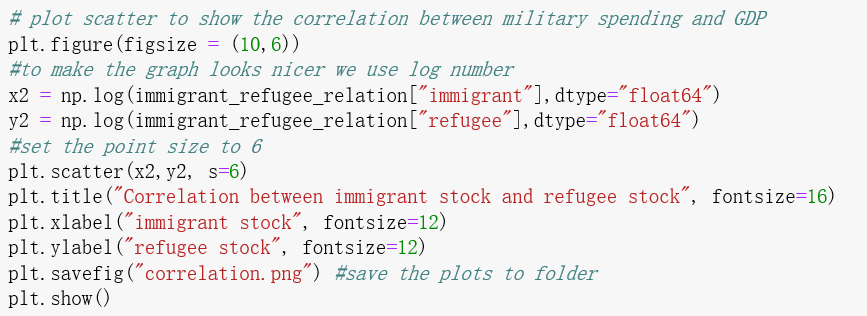 # plot scatter to show the correlation between military spending and GDP
plt.figure(figsize = (10,6))
#to make the graph looks nicer we use log number
x2 = np.log(immigrant_refugee_relation["immigrant"],dtype="float64")
y2 = np.log(immigrant_refugee_relation["refugee"],dtype="float64")
#set the point size to 6
plt.scatter(x2,y2, s=6)
plt.title("Correlation between immigrant stock and refugee stock", fontsize=16)
plt.xlabel("immigrant stock", fontsize=12)
plt.ylabel("refugee stock", fontsize=12)
plt.savefig("correlation.png") #save the plots to folder
plt.show()